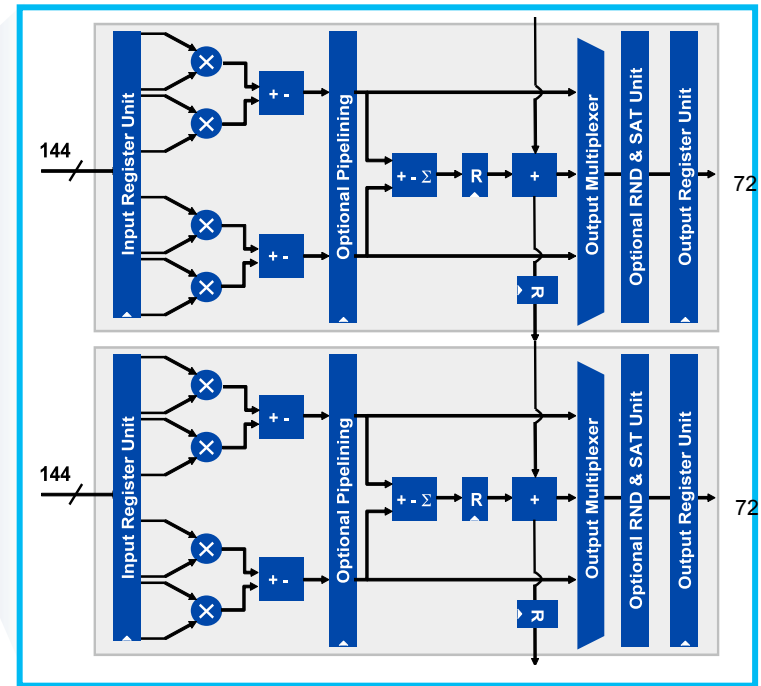 144
Input Register Unit
+ -
+ -
Optional Pipelining
+ - Σ
R
+
R
Output Multiplexer
Optional RND & SAT Unit
Output Register Unit
72
144
Input Register Unit
+ -
+ -
Optional Pipelining
+ - Σ
R
+
R
Output Multiplexer
Optional RND & SAT Unit
Output Register Unit
72